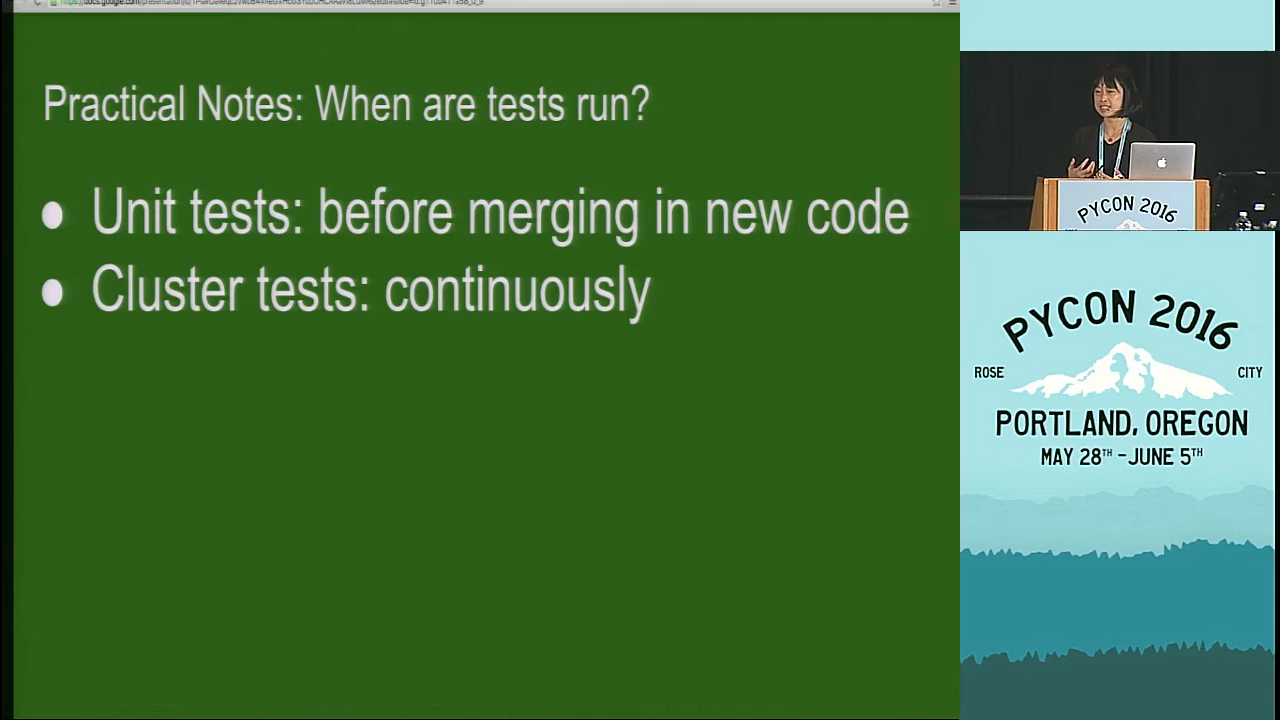 Practical Notes: When are tests run?
● Unit tests: before merging in new code
● Cluster tests: continuously
PYCON 2016
PYCON 2016
ROSE CITY
PORTLAND, OREGON
MAY 28TH - JUNE 5TH